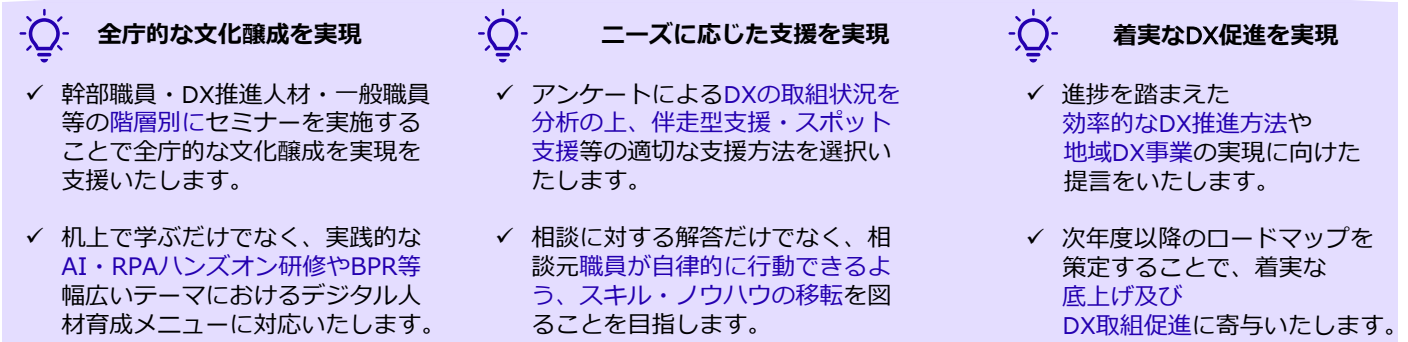 全庁的な文化醸成を実現
✓ 幹部職員・DX推進人材・一般職員
等の階層別にセミナーを実施する
ことで全庁的な文化醸成を実現を
支援いたします。
✓ 机上で学ぶだけでなく、実践的な
AI・RPAハンズオン研修やBPR等
幅広いテーマにおけるデジタル人
材育成メニューに対応いたします。
ニーズに応じた支援を実現
✓ アンケートによるDXの取組状況を
分析の上、伴走型支援・スポット
支援等の適切な支援方法を選択い
たします。
✓ 相談に対する解答だけでなく、相
談元職員が自律的に行動できるよ
う、スキル・ノウハウの移転を図
ることを目指します。
着実なDX促進を実現
✓ 進捗を踏まえた
効率的なDX推進方法や
地域DX事業の実現に向けた
提言をいたします。
✓ 次年度以降のロードマップを
策定することで、着実な
底上げ及び
DX取組促進に寄与いたします。